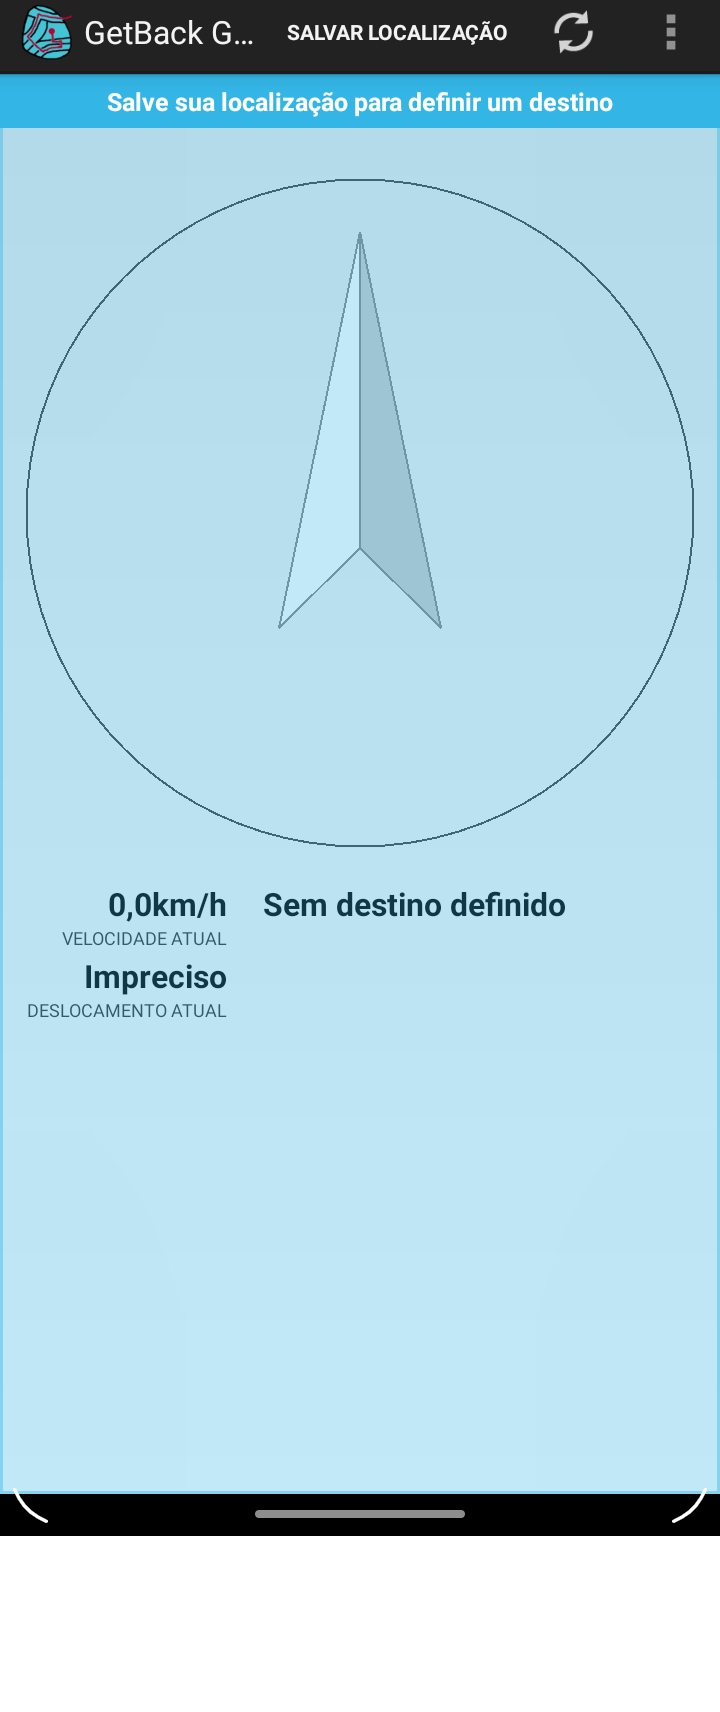 GetBack G...
SALVAR LOCALIZAÇÃO
Salve sua localização para definir um destino
0,0km/h
Sem destino definido
VELOCIDADE ATUAL
Impreciso
DESLOCAMENTO ATUAL